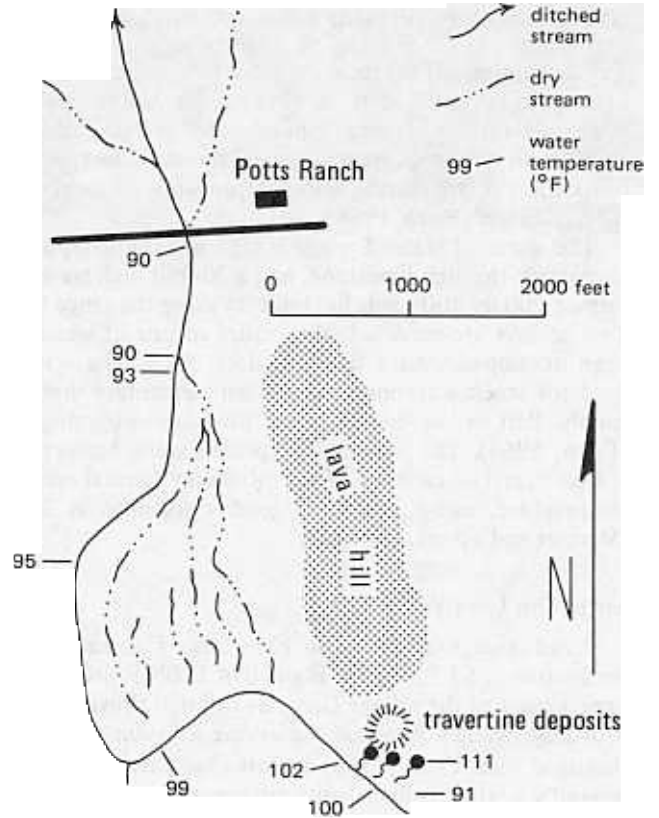 ditched
stream
dry
stream
99
water
temperature
(°F)
Potts Ranch
90
0 1000 2000 feet
90
93
lava
hill
N
95
travertine deposits
102
111
99
91
100